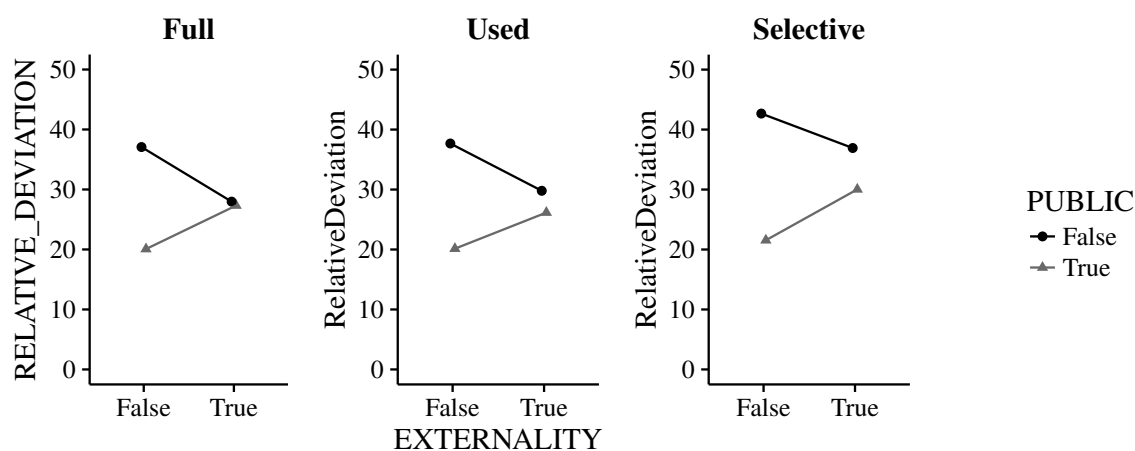 Full
RELATIVE_DEVIATION
50
40
30
20
10
0
False True
Used
RelativeDeviation
50
40
30
20
10
0
False True
EXTERNALITY
Selective
RelativeDeviation
50
40
30
20
10
0
False True
PUBLIC
False
True